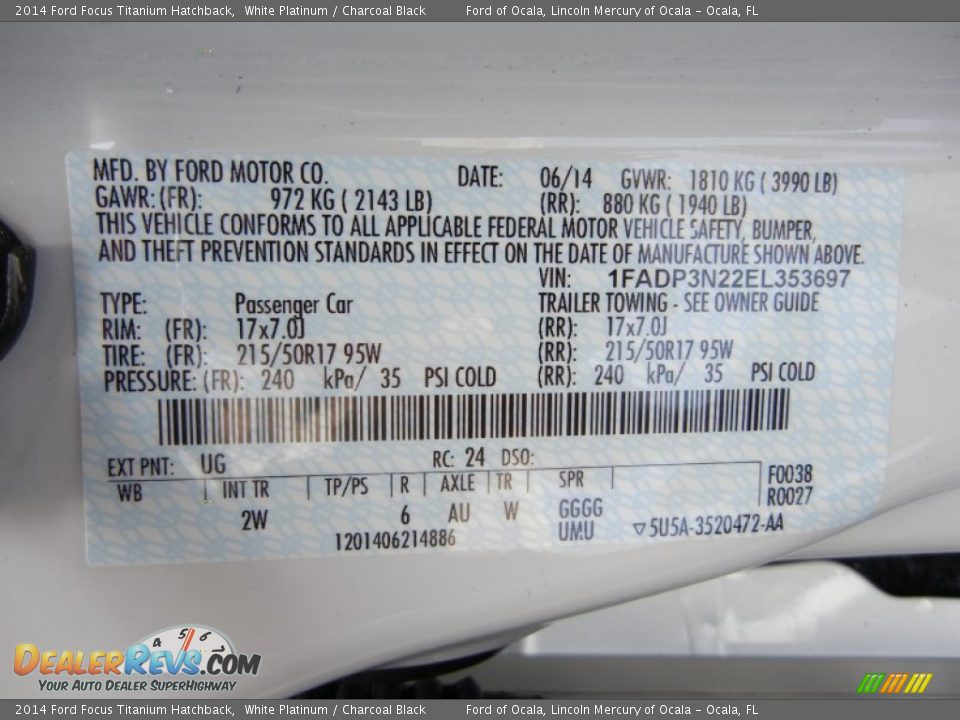 2014 Ford Focus Titanium Hatchback, White Platinum / Charcoal Black Ford of Ocala, Lincoln Mercury of Ocala - Ocala, FL
MFD. BY FORD MOTOR CO. DATE: 06/14 GVWR: 1810 KG ( 3990 LB)
GAWR: (FR): 972 KG ( 2143 LB) (RR): 880 KG ( 1940 LB)
THIS VEHICLE CONFORMS TO ALL APPLICABLE FEDERAL MOTOR VEHICLE SAFETY, BUMPER,
AND THEFT PREVENTION STANDARDS IN EFFECT ON THE DATE OF MANUFACTURE SHOWN ABOVE.
VIN: 1FADP3N22EL353697
TYPE: Passenger Car TRAILER TOWING - SEE OWNER GUIDE
RIM: (FR): 17x7.0J (RR): 17x7.0J
TIRE: (FR): 215/50R17 95W (RR): 215/50R17 95W
PRESSURE: (FR): 240 kPa/ 35 PSI COLD (RR): 240 kPa/ 35 PSI COLD
EXT PNT: UG RC: 24 DSO:
WB INT TR TP/PS R AXLE TR SPR F0038
R0027
2W 6 AU W GGGG
UMU ▽5U5A-3520472-AA
1201406214886
4 5 6
DEALERREVS.COM
YOUR AUTO DEALER SUPERHIGHWAY
2014 Ford Focus Titanium Hatchback, White Platinum / Charcoal Black Ford of Ocala, Lincoln Mercury of Ocala - Ocala, FL